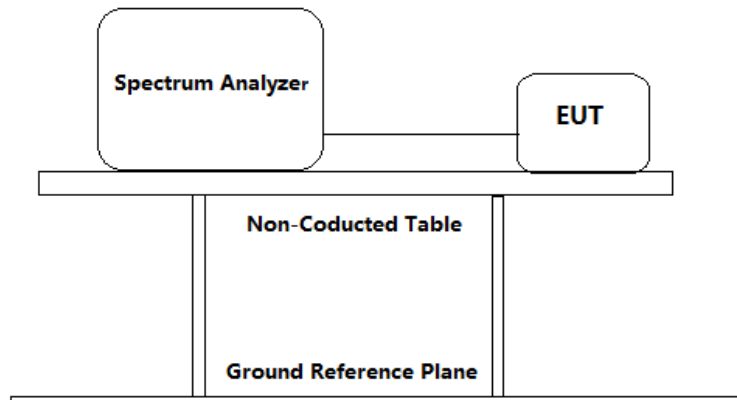 Spectrum Analyzer
EUT
Non-Coducted Table
Ground Reference Plane